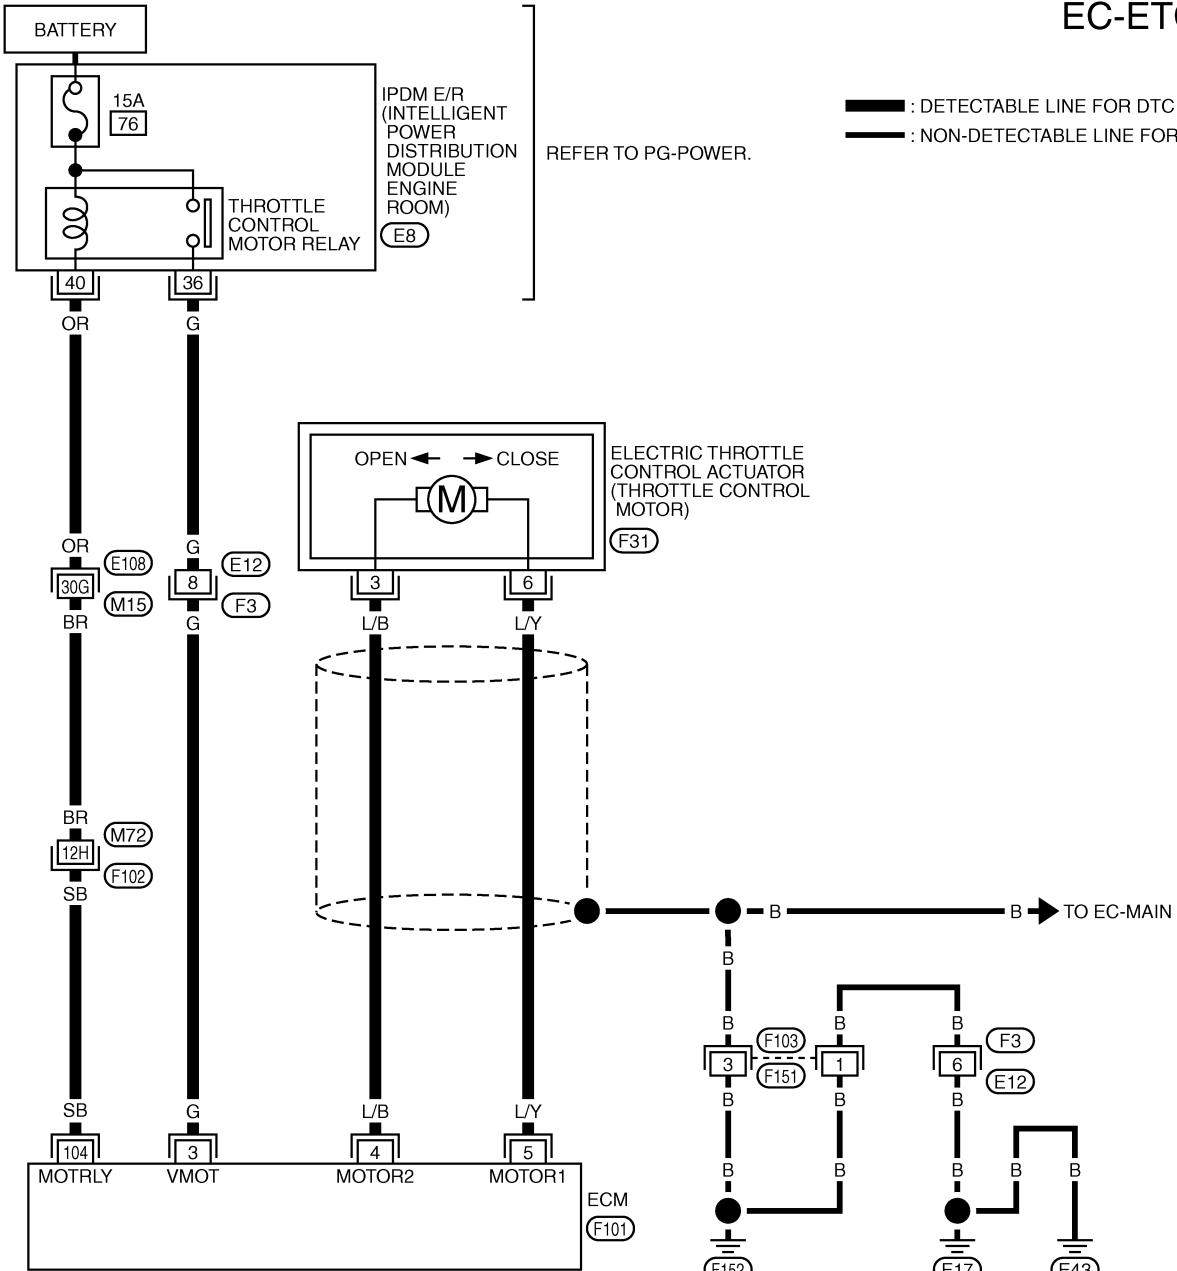 BATTERY
EC-ETC
15A
76
IPDM E/R
(INTELLIGENT
POWER
DISTRIBUTION
MODULE
ENGINE
ROOM)
E8
REFER TO PG-POWER.
: DETECTABLE LINE FOR DTC
: NON-DETECTABLE LINE FOR
THROTTLE
CONTROL
MOTOR RELAY
40
36
OR
G
OPEN
CLOSE
M
ELECTRIC THROTTLE
CONTROL ACTUATOR
(THROTTLE CONTROL
MOTOR)
F31
OR
G
E108
E12
30G
8
3
6
M15
F3
BR
G
L/B
L/Y
BR
M72
12H
F102
SB
B
B
TO EC-MAIN
B
B
B
B
F103
F3
3
1
6
F151
E12
B
B
B
SB
G
L/B
L/Y
104
3
4
5
MOTRLY
VMOT
MOTOR2
MOTOR1
B
B
B
B
B
ECM
F101
F152
E17
E43